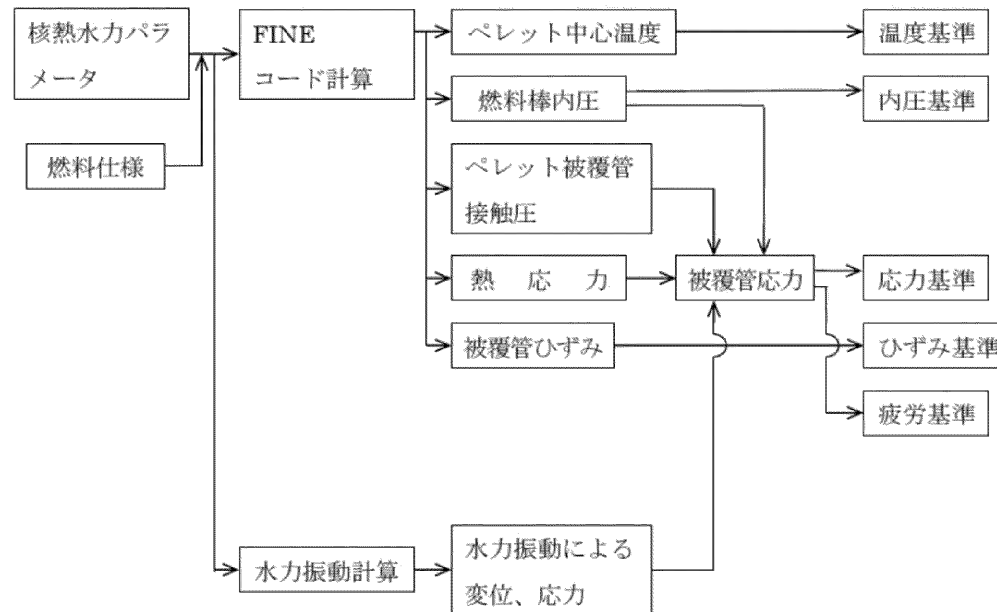 核熱水力パラ
メータ
燃料仕様
FINE
コード計算
ペレット中心温度
温度基準
燃料棒内圧
内圧基準
ペレット被覆管
接触圧
熱 応 力
被覆管応力
応力基準
被覆管ひずみ
ひずみ基準
疲労基準
水力振動計算
水力振動による
変位、応力